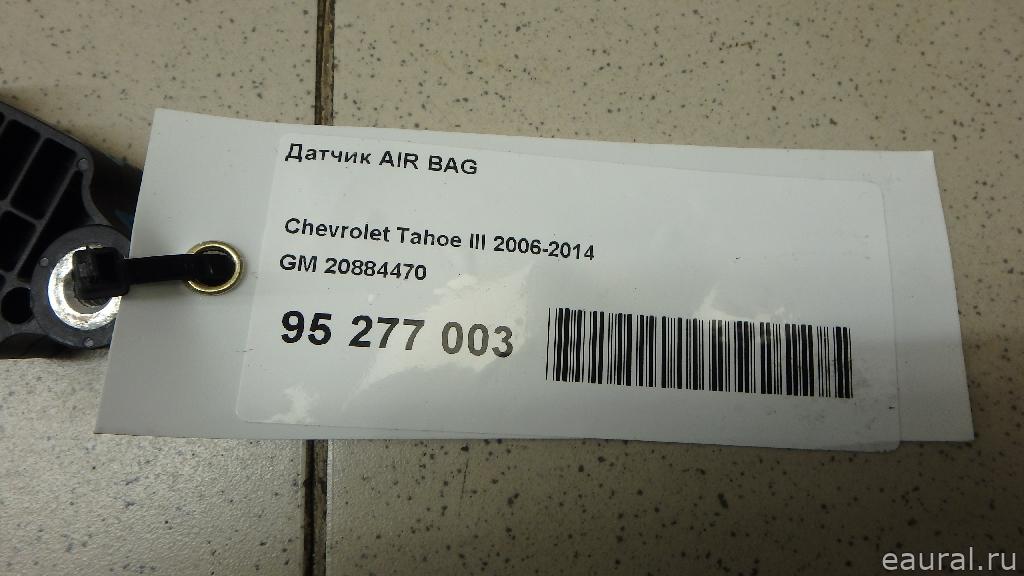 Датчик AIR BAG
Chevrolet Tahoe III 2006-2014
GM 20884470
95 277 003
eaural.ru